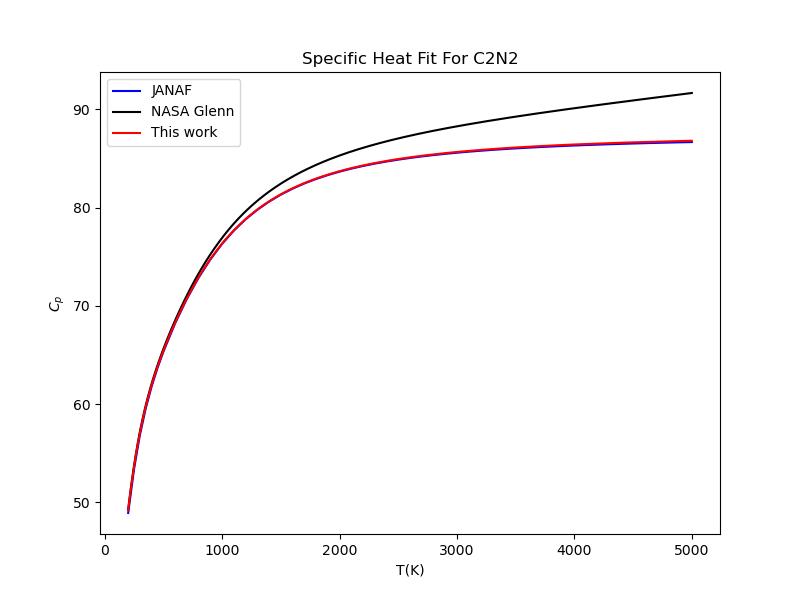 Specific Heat Fit For C2N2
JANAF
NASA Glenn
This work
90
80
70
60
50
C_p
0 1000 2000 3000 4000 5000
T(K)